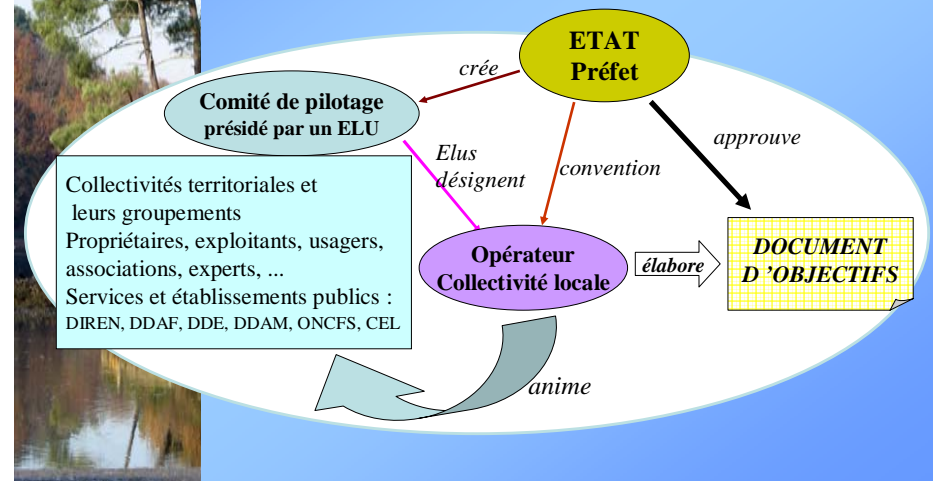 ETAT
Préfet
crée
Comité de pilotage
présidé par un ELU
approuve
Elus
désignent
convention
Collectivités territoriales et
leurs groupements
Propriétaires, exploitants, usagers,
associations, experts, ...
Services et établissements publics :
DIREN, DDAF, DDE, DDAM, ONCFS, CEL
Opérateur
Collectivité locale
élabore
DOCUMENT
D ’OBJECTIFS
anime